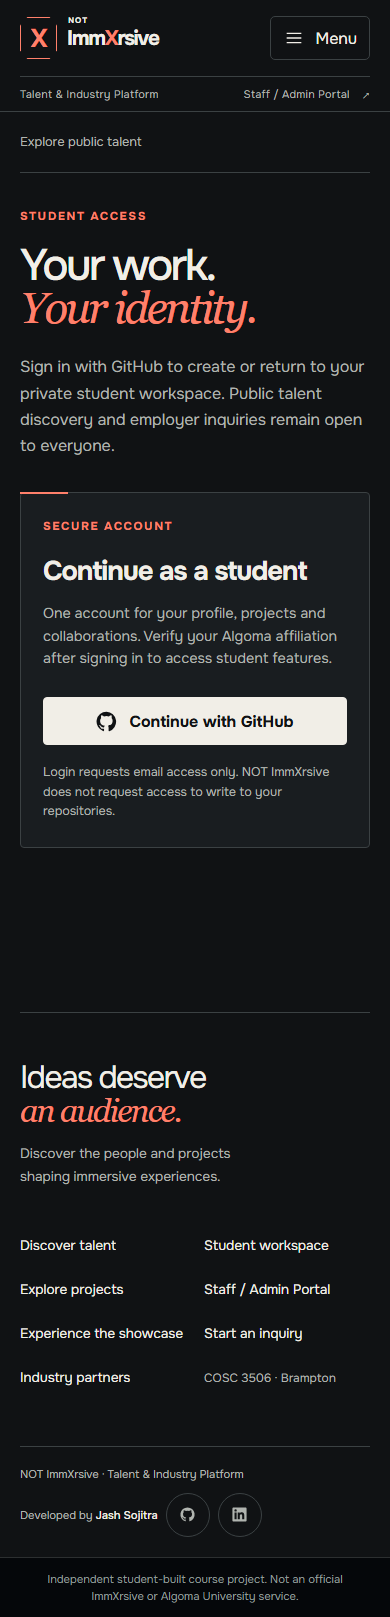 NOT
X ImmXrsive
Menu
Talent & Industry Platform
Staff / Admin Portal ↗
Explore public talent
STUDENT ACCESS
Your work.
Your identity.
Sign in with GitHub to create or return to your
private student workspace. Public talent
discovery and employer inquiries remain open
to everyone.
SECURE ACCOUNT
Continue as a student
One account for your profile, projects and
collaborations. Verify your Algoma affiliation
after signing in to access student features.
Continue with GitHub
Login requests email access only. NOT ImmXrsive
does not request access to write to your
repositories.
Ideas deserve
an audience.
Discover the people and projects
shaping immersive experiences.
Discover talent
Student workspace
Explore projects
Staff / Admin Portal
Experience the showcase
Start an inquiry
Industry partners
COSC 3506 · Brampton
NOT ImmXrsive · Talent & Industry Platform
Developed by Jash Sojitra
in
Independent student-built course project. Not an official
ImmXrsive or Algoma University service.